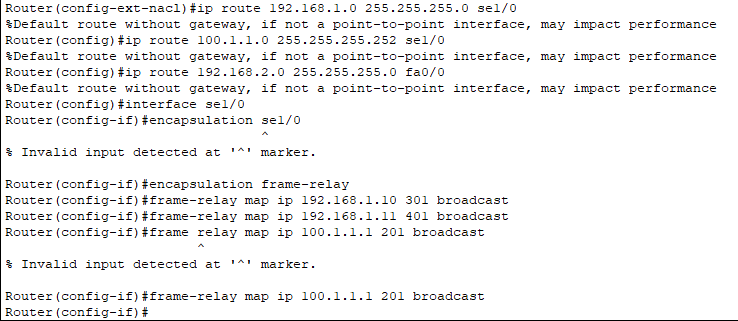 Router(config-ext-nacl)#ip route 192.168.1.0 255.255.255.0 se1/0
%Default route without gateway, if not a point-to-point interface, may impact performance
Router(config)#ip route 100.1.1.0 255.255.255.252 se1/0
%Default route without gateway, if not a point-to-point interface, may impact performance
Router(config)#ip route 192.168.2.0 255.255.255.0 fa0/0
%Default route without gateway, if not a point-to-point interface, may impact performance
Router(config)#interface se1/0
Router(config-if)#encapsulation se1/0
^
% Invalid input detected at '^' marker.
Router(config-if)#encapsulation frame-relay
Router(config-if)#frame-relay map ip 192.168.1.10 301 broadcast
Router(config-if)#frame-relay map ip 192.168.1.11 401 broadcast
Router(config-if)#frame relay map ip 100.1.1.1 201 broadcast
^
% Invalid input detected at '^' marker.
Router(config-if)#frame-relay map ip 100.1.1.1 201 broadcast
Router(config-if)#